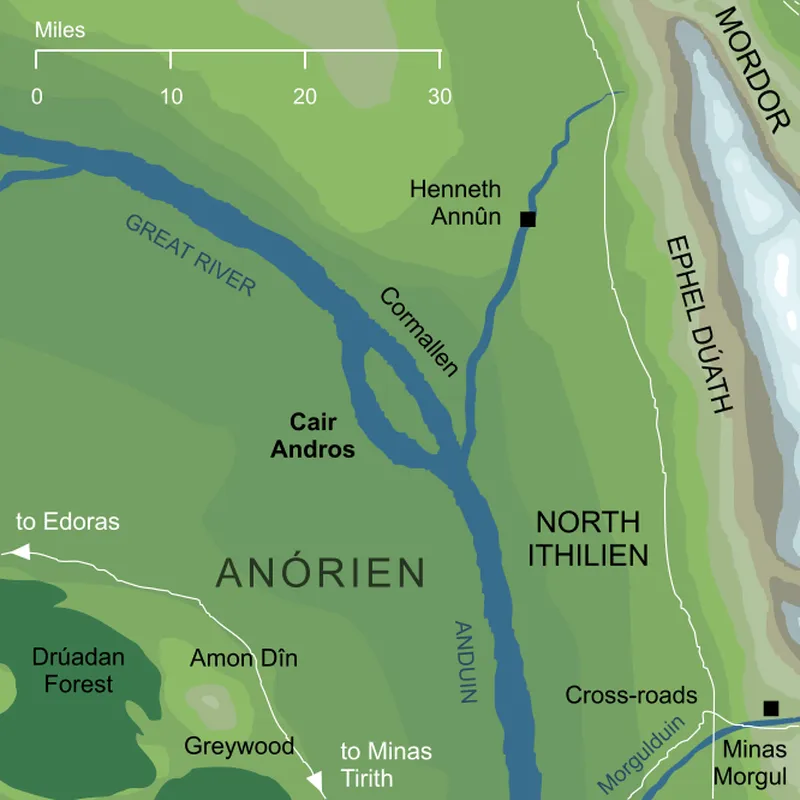 Miles
0 10 20 30
MORDOR
Henneth
Annûn
GREAT RIVER
EPHEL DÚATH
Cormallen
Cair
Andros
to Edoras
NORTH
ITHILIEN
ANÓRIEN
ANDUIN
Drúadan
Forest
Amon Dîn
Cross-roads
Greywood
to Minas
Tirith
Morgulduin
Minas
Morgul